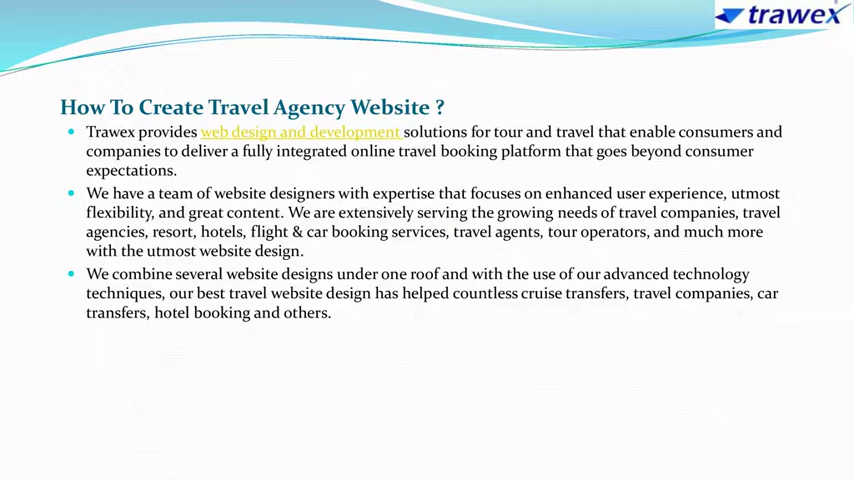 trawex
How To Create Travel Agency Website ?
• Trawex provides web design and development solutions for tour and travel that enable consumers and
companies to deliver a fully integrated online travel booking platform that goes beyond consumer
expectations.
• We have a team of website designers with expertise that focuses on enhanced user experience, utmost
flexibility, and great content. We are extensively serving the growing needs of travel companies, travel
agencies, resort, hotels, flight & car booking services, travel agents, tour operators, and much more
with the utmost website design.
• We combine several website designs under one roof and with the use of our advanced technology
techniques, our best travel website design has helped countless cruise transfers, travel companies, car
transfers, hotel booking and others.